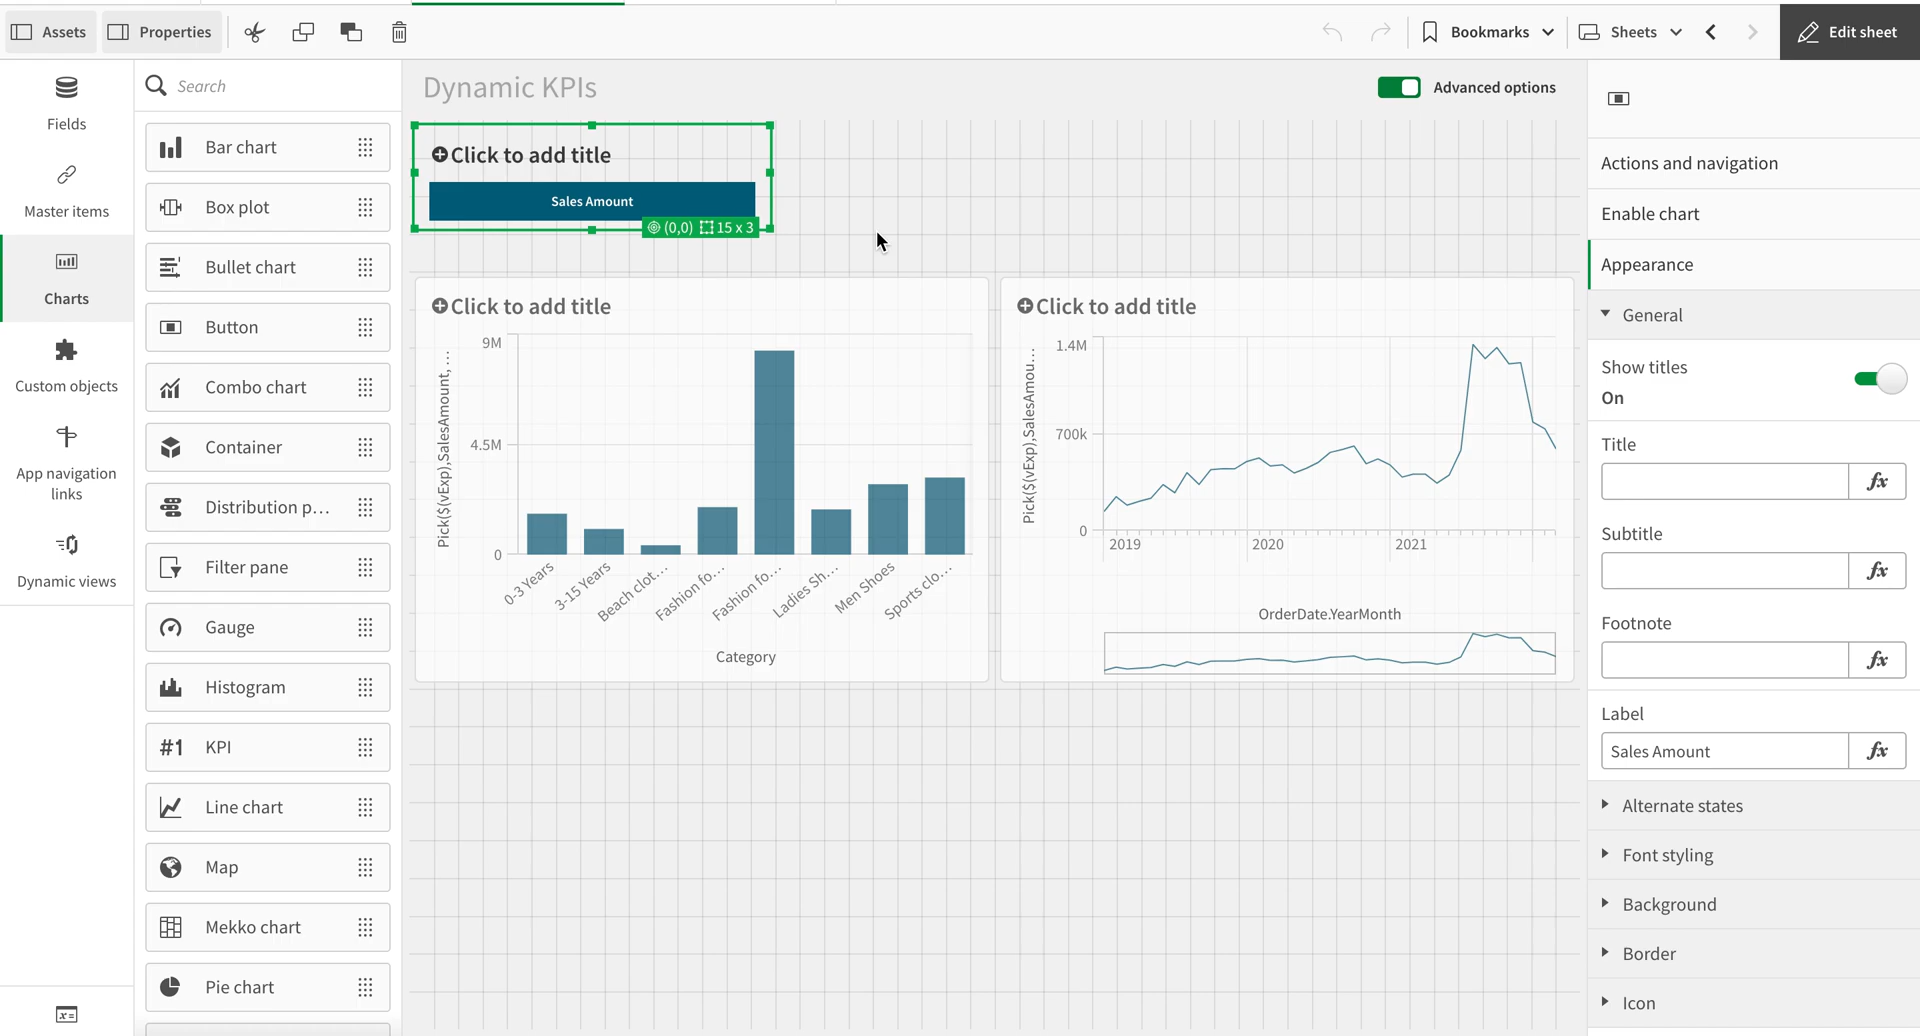 Assets
Properties
Bookmarks
Sheets
Edit sheet
Fields
Master items
Charts
Custom objects
App navigation
links
Dynamic views
Search
Bar chart
Box plot
Bullet chart
Button
Combo chart
Container
Distribution p...
Filter pane
Gauge
Histogram
#1 KPI
Line chart
Map
Mekko chart
Pie chart
Dynamic KPIs
Advanced options
Click to add title
Sales Amount
(0,0) 15 x 3
Click to add title
Pick($(vExp),SalesAmount, ...
9M
4.5M
0
0-3 Years
3-15 Years
Beach clot...
Fashion fo...
Fashion fo...
Ladies Sh...
Men Shoes
Sports clo...
Category
Click to add title
Pick($(vExp),SalesAmou...
1.4M
700k
0
2019
2020
2021
OrderDate.YearMonth
Actions and navigation
Enable chart
Appearance
General
Show titles
On
Title
fx
Subtitle
fx
Footnote
fx
Label
Sales Amount
fx
Alternate states
Font styling
Background
Border
Icon